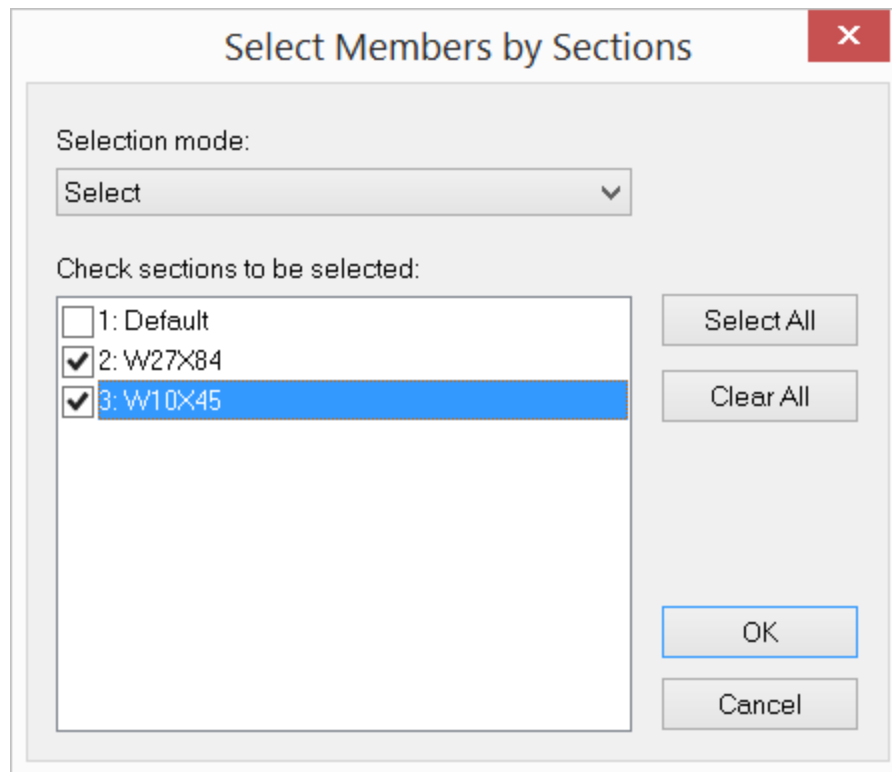 Select Members by Sections
Selection mode:
Select
Check sections to be selected:
1: Default
2: W27X84
3: W10X45
Select All
Clear All
OK
Cancel